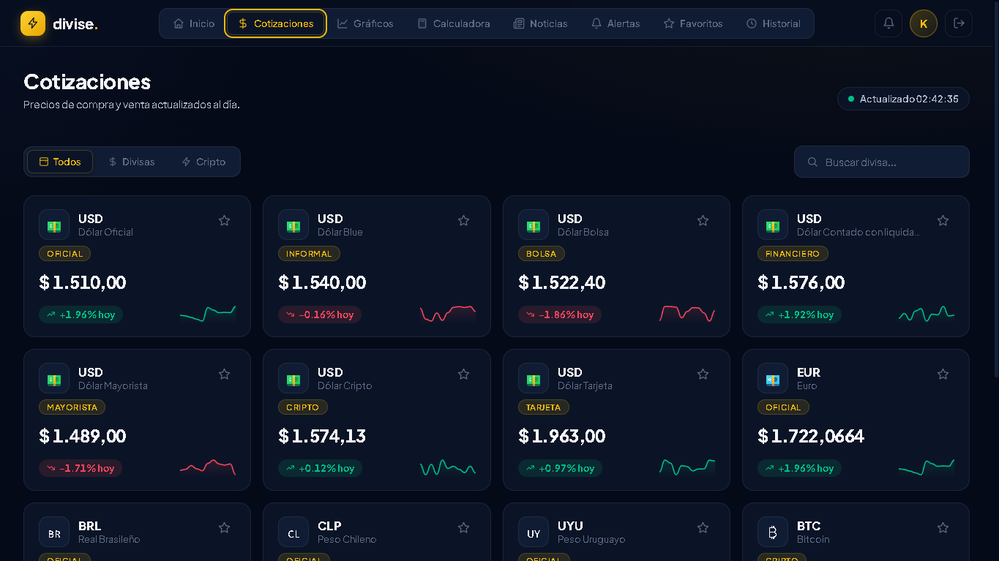 divise.
Inicio
Cotizaciones
Gráficos
Calculadora
Noticias
Alertas
Favoritos
Historial
K
Cotizaciones
Precios de compra y venta actualizados al día.
Actualizado 02:42:35
Todos
Divisas
Cripto
Buscar divisa...
USD
Dólar Oficial
OFICIAL
$ 1.510,00
+1.96% hoy
USD
Dólar Blue
INFORMAL
$ 1.540,00
-0.16% hoy
USD
Dólar Bolsa
BOLSA
$ 1.522,40
-1.86% hoy
USD
Dólar Contado con liquida...
FINANCIERO
$ 1.576,00
+1.92% hoy
USD
Dólar Mayorista
MAYORISTA
$ 1.489,00
-1.71% hoy
USD
Dólar Cripto
CRIPTO
$ 1.574,13
+0.12% hoy
USD
Dólar Tarjeta
TARJETA
$ 1.963,00
+0.97% hoy
EUR
Euro
OFICIAL
$ 1.722,0664
+1.96% hoy
BR
BRL
Real Brasileño
OFICIAL
CL
CLP
Peso Chileno
OFICIAL
UY
UYU
Peso Uruguayo
OFICIAL
₿
BTC
Bitcoin
CRIPTO